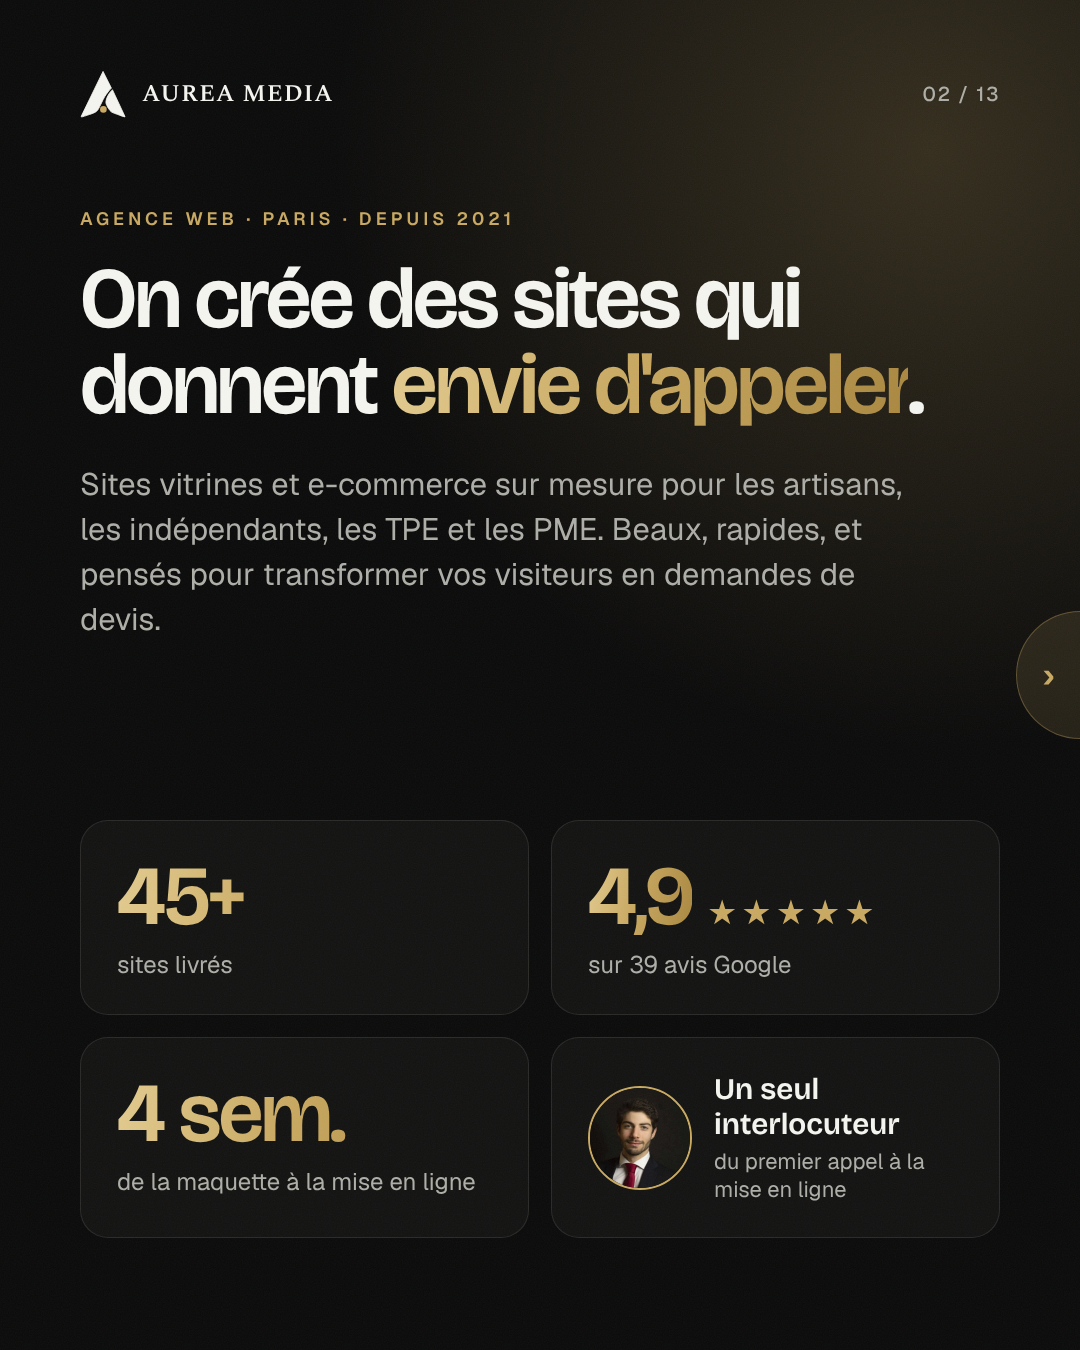 AUREA MEDIA
02 / 13
AGENCE WEB · PARIS · DEPUIS 2021
On crée des sites qui
donnent envie d'appeler.
Sites vitrines et e-commerce sur mesure pour les artisans,
les indépendants, les TPE et les PME. Beaux, rapides, et
pensés pour transformer vos visiteurs en demandes de
devis.
›
45+
sites livrés
4,9 ★★★★★
sur 39 avis Google
4 sem.
de la maquette à la mise en ligne
Un seul
interlocuteur
du premier appel à la
mise en ligne